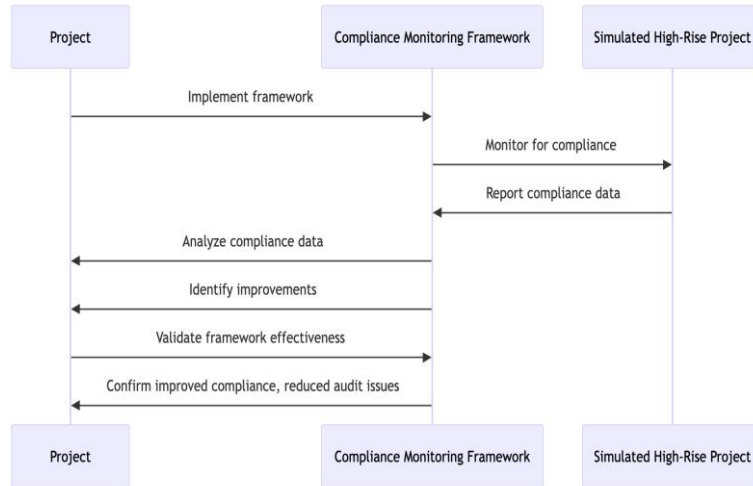 Project
Compliance Monitoring Framework
Simulated High-Rise Project
Implement framework
Monitor for compliance
Report compliance data
Analyze compliance data
Identify improvements
Validate framework effectiveness
Confirm improved compliance, reduced audit issues
Project
Compliance Monitoring Framework
Simulated High-Rise Project